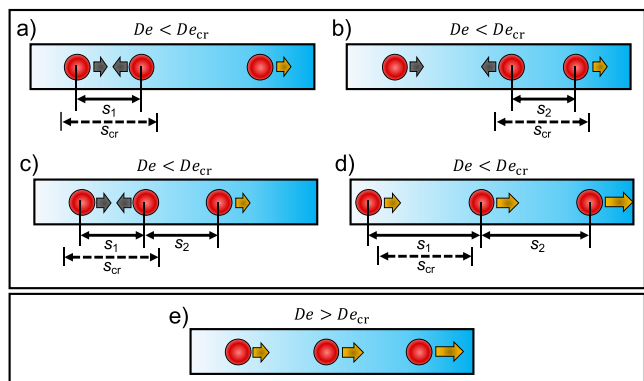 a) De < De_cr
s_1
s_cr
b) De < De_cr
s_2
s_cr
c) De < De_cr
s_1 s_2
s_cr
d) De < De_cr
s_1 s_2
s_cr
e) De > De_cr